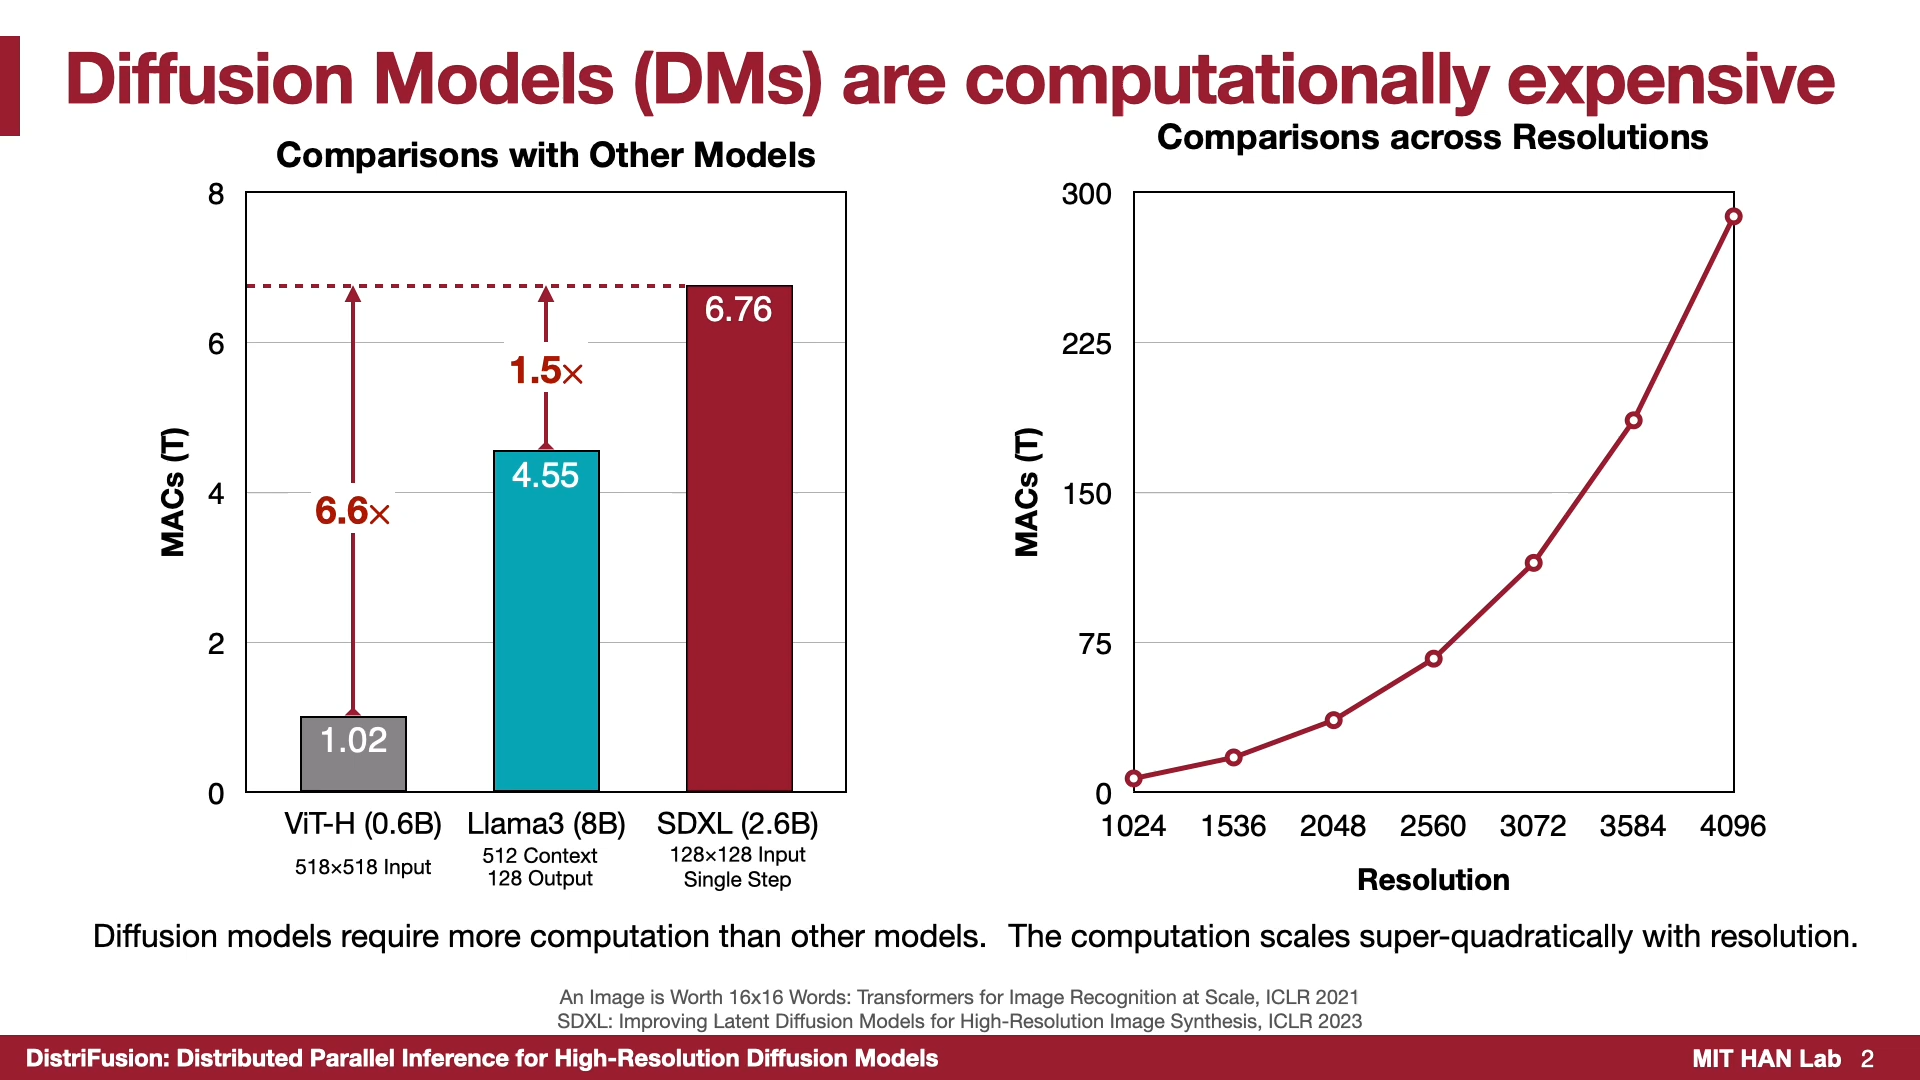 Diffusion Models (DMs) are computationally expensive
Comparisons with Other Models
8
6
4
2
0
MACs (T)
6.6×
1.5×
1.02
4.55
6.76
ViT-H (0.6B)
518×518 Input
Llama3 (8B)
512 Context
128 Output
SDXL (2.6B)
128×128 Input
Single Step
Diffusion models require more computation than other models.
Comparisons across Resolutions
300
225
150
75
0
MACs (T)
1024 1536 2048 2560 3072 3584 4096
Resolution
The computation scales super-quadratically with resolution.
An Image is Worth 16x16 Words: Transformers for Image Recognition at Scale, ICLR 2021
SDXL: Improving Latent Diffusion Models for High-Resolution Image Synthesis, ICLR 2023
DistriFusion: Distributed Parallel Inference for High-Resolution Diffusion Models
MIT HAN Lab 2